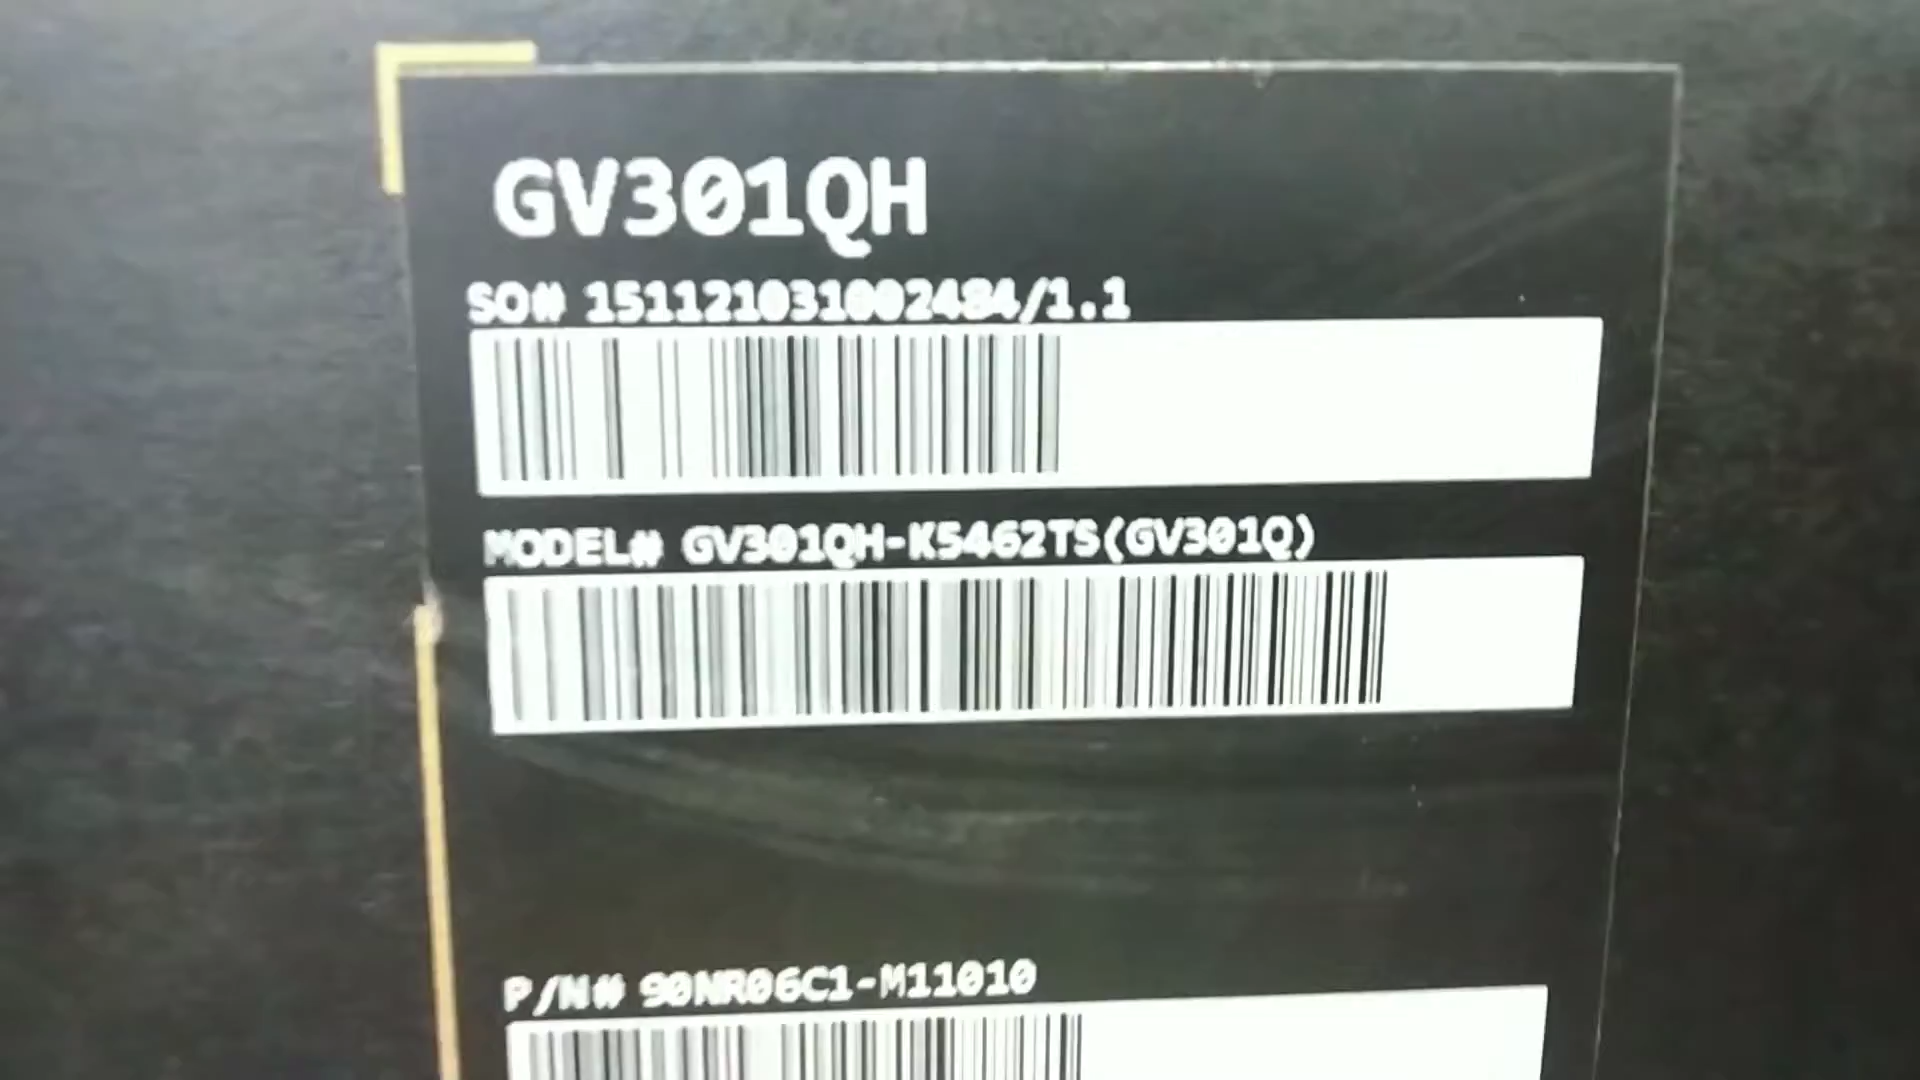 GV301QH
SO# 151121031002484/1.1
MODEL# GV301QH-K5462TS(GV301Q)
P/N# 90NR06C1-M11010